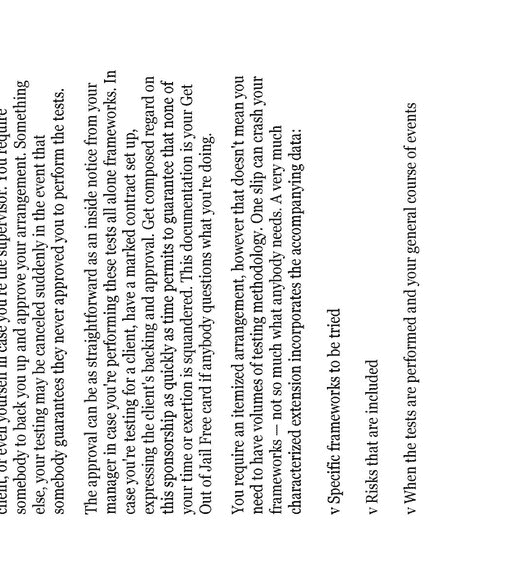 client, or even yourself in case you're the supervisor. You require
somebody to back you up and approve your arrangement. Something
else, your testing may be canceled suddenly in the event that
somebody guarantees they never approved you to perform the tests.
The approval can be as straightforward as an inside notice from your
manager in case you're performing these tests all alone frameworks. In
case you're testing for a client, have a marked contract set up,
expressing the client's backing and approval. Get composed regard on
this sponsorship as quickly as time permits to guarantee that none of
your time or exertion is squandered. This documentation is your Get
Out of Jail Free card if anybody questions what you're doing.
You require an itemized arrangement, however that doesn't mean you
need to have volumes of testing methodology. One slip can crash your
frameworks — not so much what anybody needs. A very much
characterized extension incorporates the accompanying data:
v Specific frameworks to be tried
v Risks that are included
v When the tests are performed and your general course of events